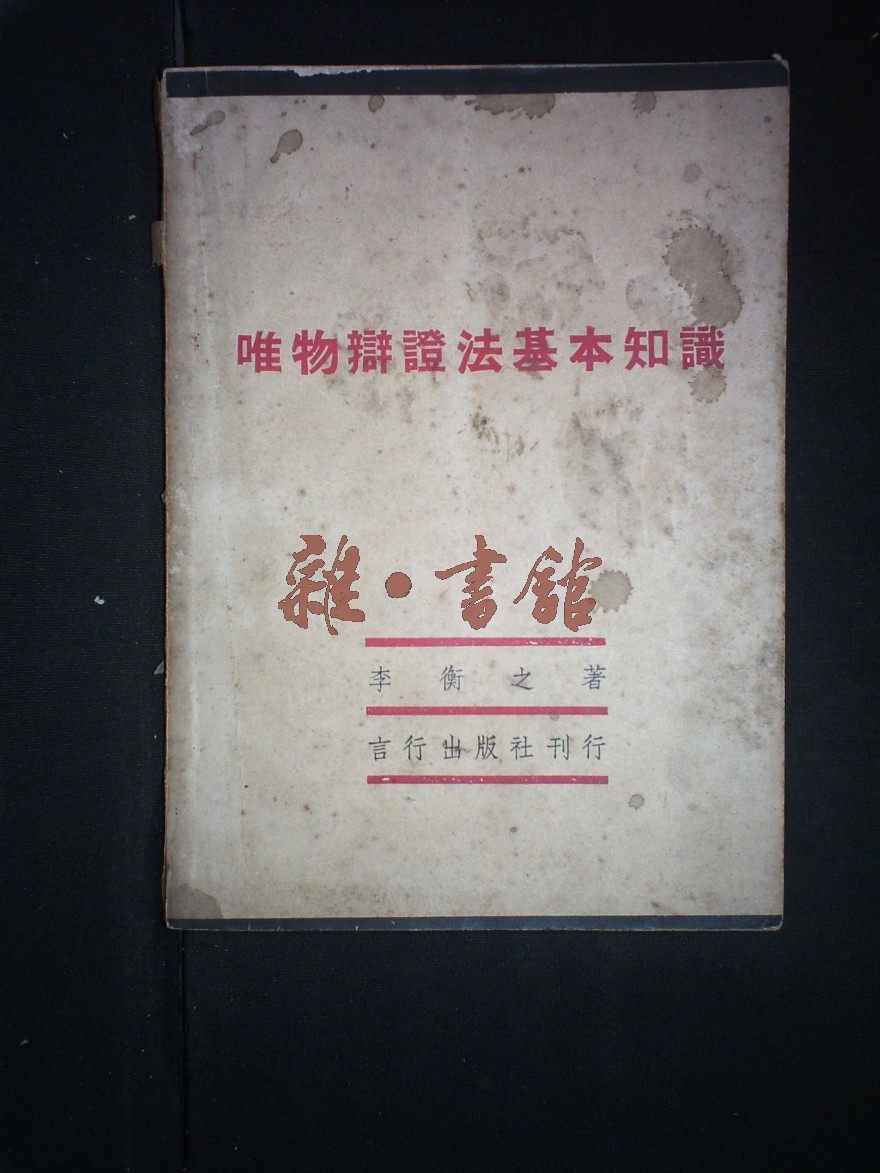 唯物辯證法基本知識
雜·書館
李衡之著
言行出版社刊行